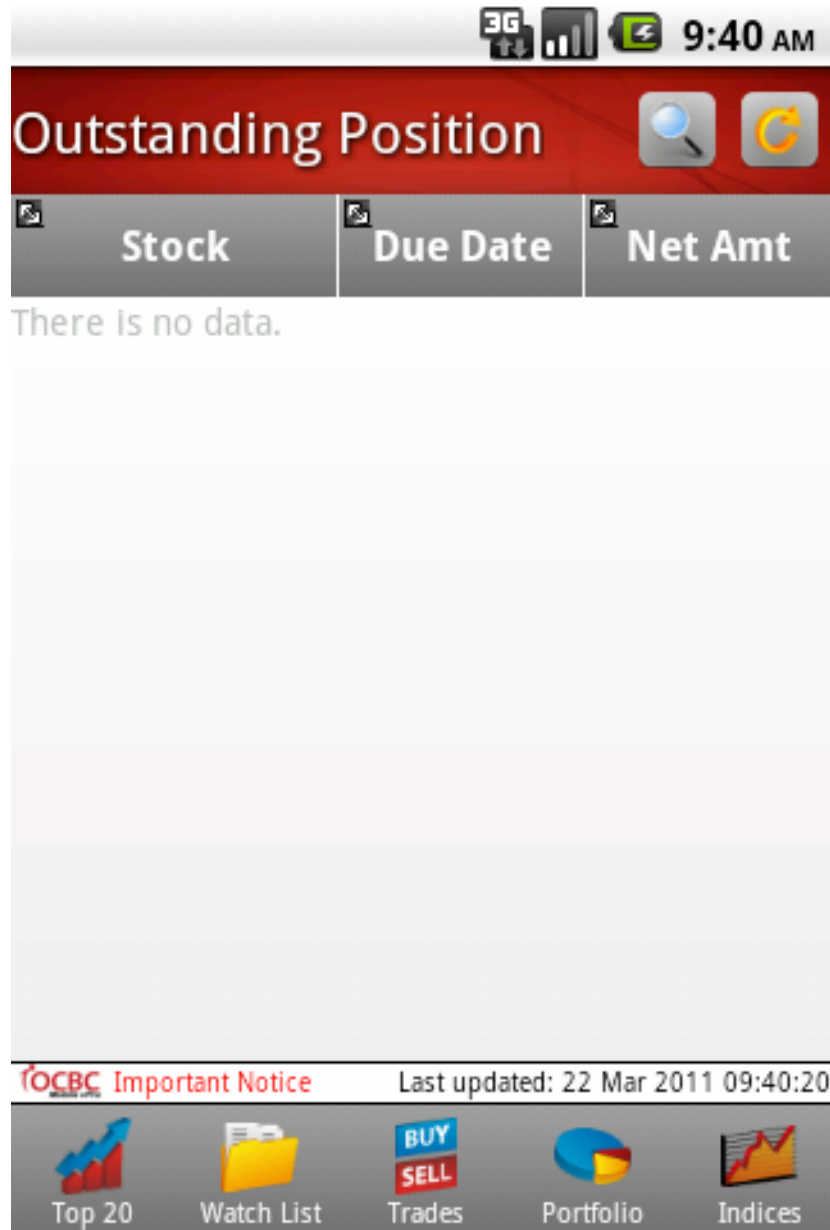 3G 9:40 AM
Outstanding Position
Stock Due Date Net Amt
There is no data.
OCBC Important Notice Last updated: 22 Mar 2011 09:40:20
BUY
SELL
Top 20 Watch List Trades Portfolio Indices